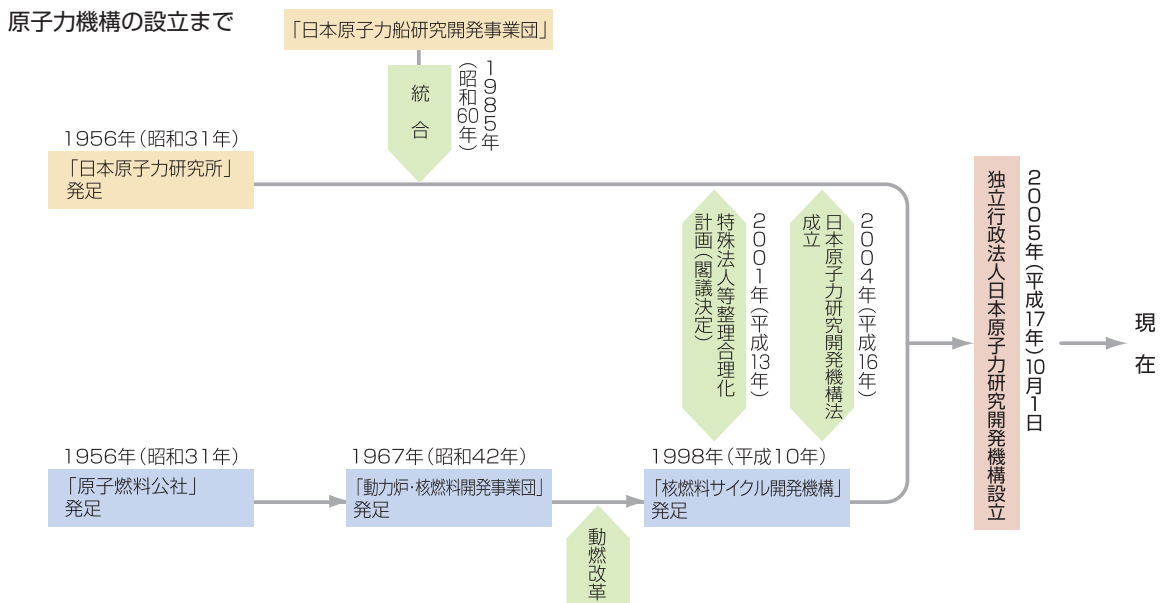 原子力機構の設立まで
「日本原子力船研究開発事業団」
統合
1985年
(昭和60年)
1956年(昭和31年)
「日本原子力研究所」
発足
2001年(平成13年)
特殊法人等整理合理化
計画(閣議決定)
2004年(平成16年)
日本原子力研究開発機構法
成立
2005年(平成17年)10月1日
独立行政法人日本原子力研究開発機構設立
現在
1956年(昭和31年)
「原子燃料公社」
発足
1967年(昭和42年)
「動力炉・核燃料開発事業団」
発足
動燃改革
1998年(平成10年)
「核燃料サイクル開発機構」
発足